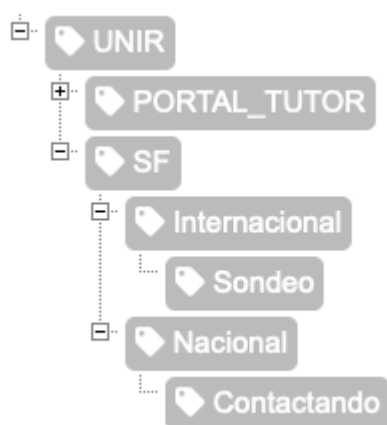 UNIR
PORTAL_TUTOR
SF
Internacional
Sondeo
Nacional
Contactando